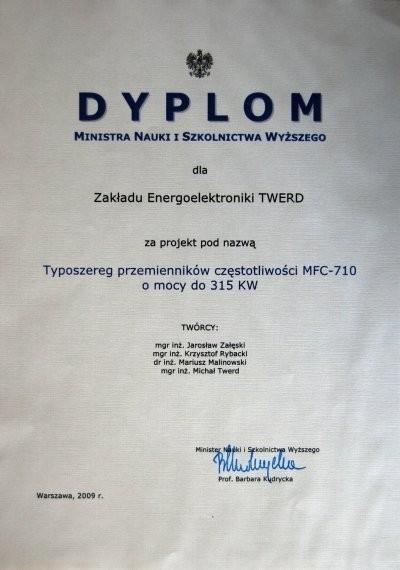 DYPLOM
MINISTRA NAUKI I SZKOLNICTWA WYŻSZEGO
dla
Zakładu Energoelektroniki TWERD
za projekt pod nazwą
Typoszereg przemienników częstotliwości MFC-710
o mocy do 315 KW
TWÓRCY:
mgr inż. Jarosław Załęski
mgr inż. Krzysztof Rybacki
dr inż. Mariusz Malinowski
mgr inż. Michał Twerd
Minister Nauki i Szkolnictwa Wyższego
Prof. Barbara Kudrycka
Warszawa, 2009 r.